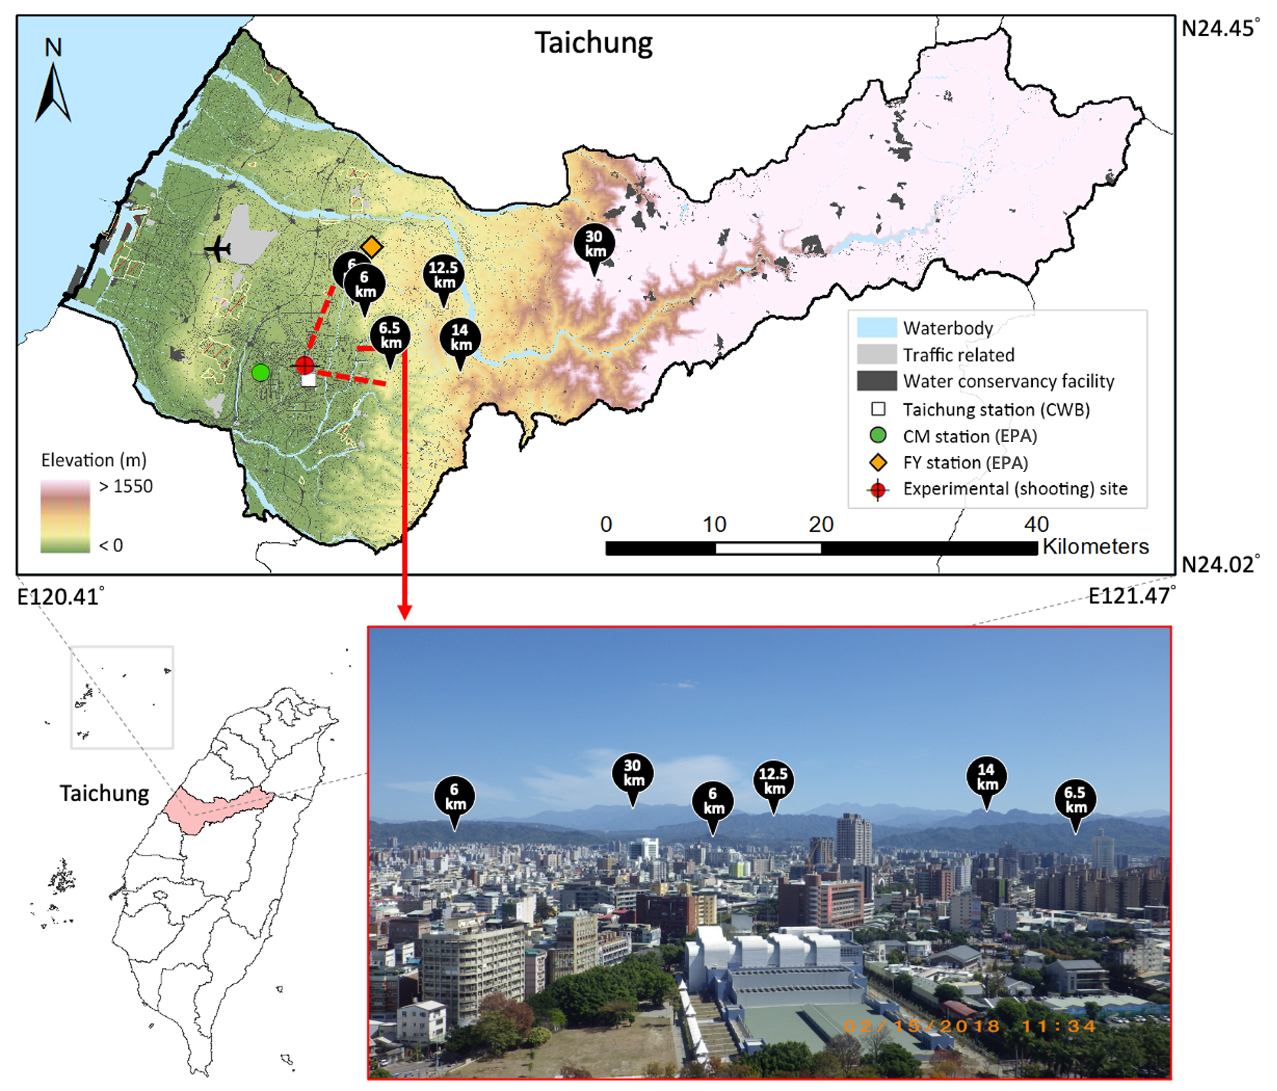 Taichung
N24.45°
N
30
km
6
6
km
12.5
km
6.5
km
14
km
Waterbody
Traffic related
Water conservancy facility
Taichung station (CWB)
CM station (EPA)
FY station (EPA)
Experimental (shooting) site
Elevation (m)
> 1550
< 0
0 10 20 40
Kilometers
N24.02°
E120.41°
E121.47°
Taichung
6
km
30
km
6
km
12.5
km
14
km
6.5
km
02/15/2018 11:34